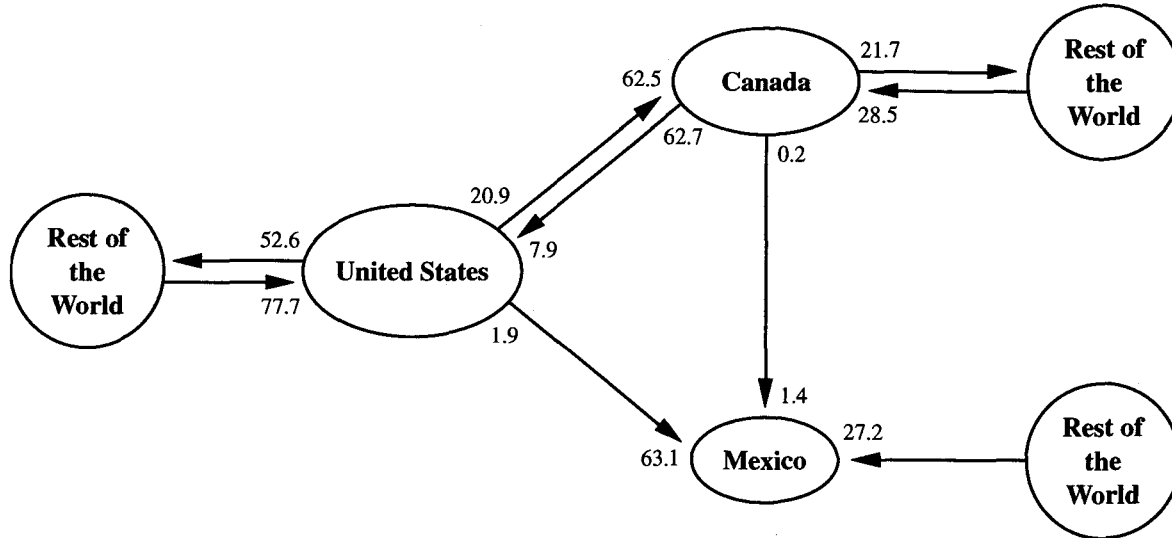 21.7
Rest of
the
World
62.5
Canada
28.5
62.7
0.2
20.9
Rest of
the
World
52.6
7.9
United States
77.7
1.9
1.4
27.2
Rest of
the
World
63.1
Mexico